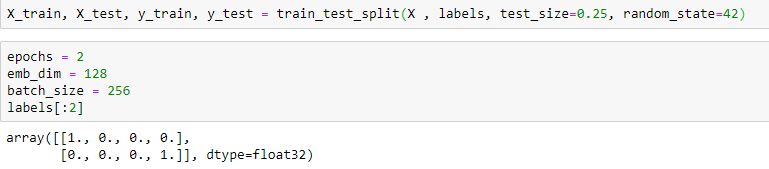 X_train, X_test, y_train, y_test = train_test_split(X , labels, test_size=0.25, random_state=42)
epochs = 2
emb_dim = 128
batch_size = 256
labels[:2]
array([[1., 0., 0., 0.],
       [0., 0., 0., 1.]], dtype=float32)